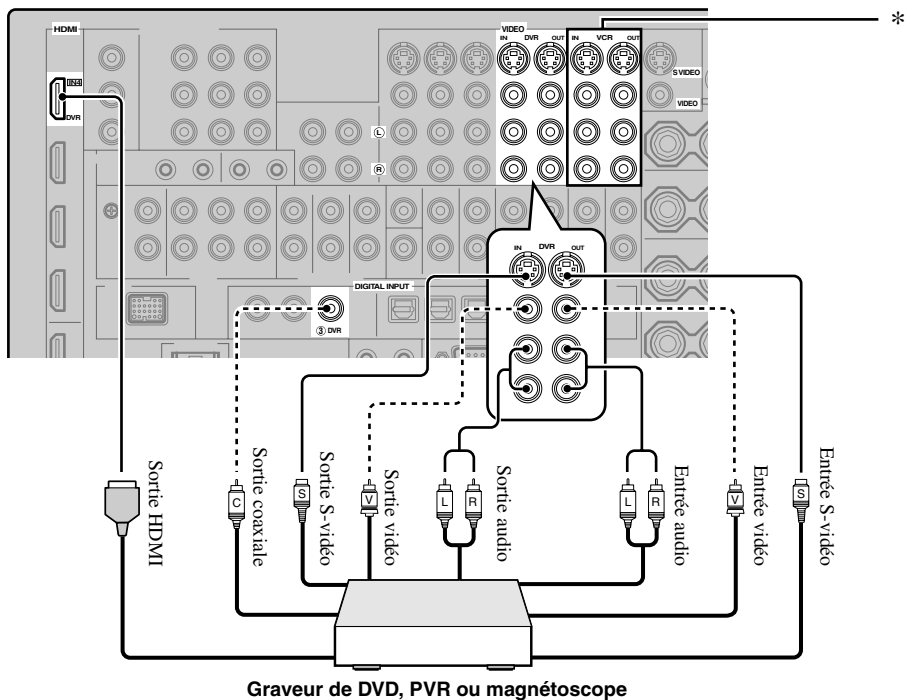 *
HDMI
VIDEO
IN DVR OUT
IN VCR OUT
S VIDEO
VIDEO
IN4
DVR
L
R
IN DVR OUT
DIGITAL INPUT
③ DVR
Sortie HDMI
C
Sortie coaxiale
S
Sortie S-vidéo
V
Sortie vidéo
L R
Sortie audio
L R
Entrée audio
V
Entrée vidéo
S
Entrée S-vidéo
Graveur de DVD, PVR ou magnétoscope